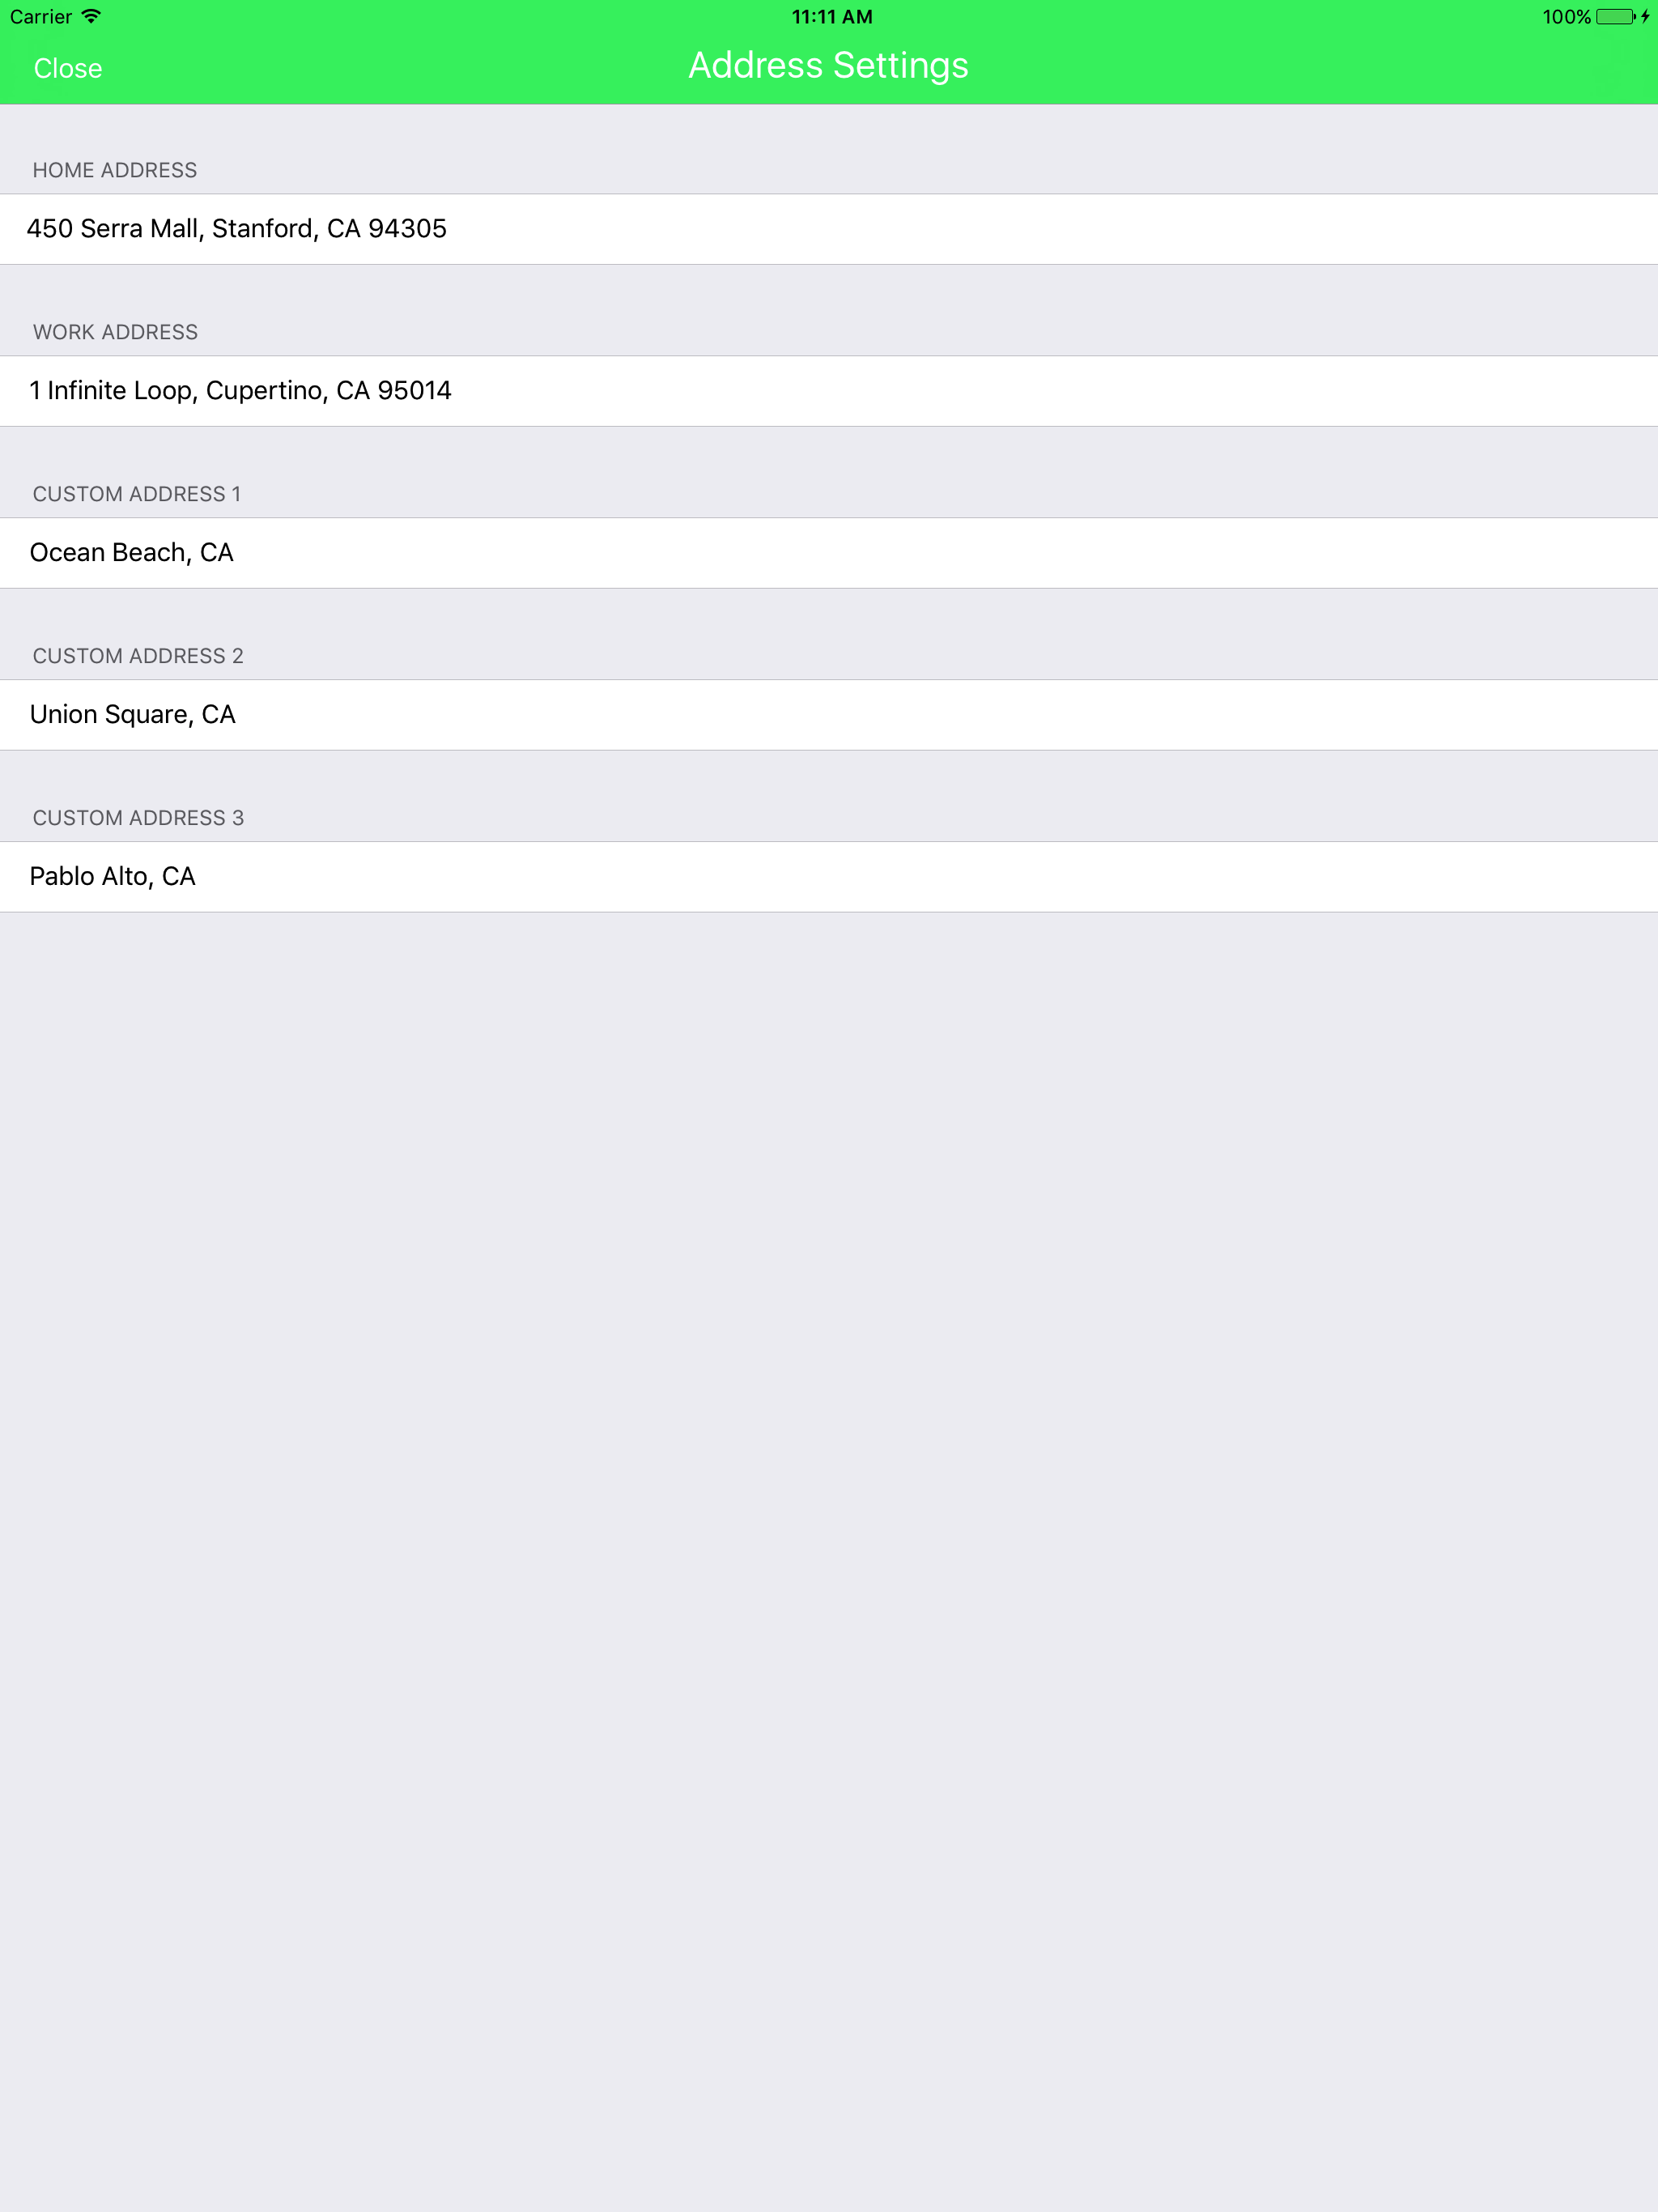 Carrier 11:11 AM 100%
Close Address Settings
HOME ADDRESS
450 Serra Mall, Stanford, CA 94305
WORK ADDRESS
1 Infinite Loop, Cupertino, CA 95014
CUSTOM ADDRESS 1
Ocean Beach, CA
CUSTOM ADDRESS 2
Union Square, CA
CUSTOM ADDRESS 3
Pablo Alto, CA